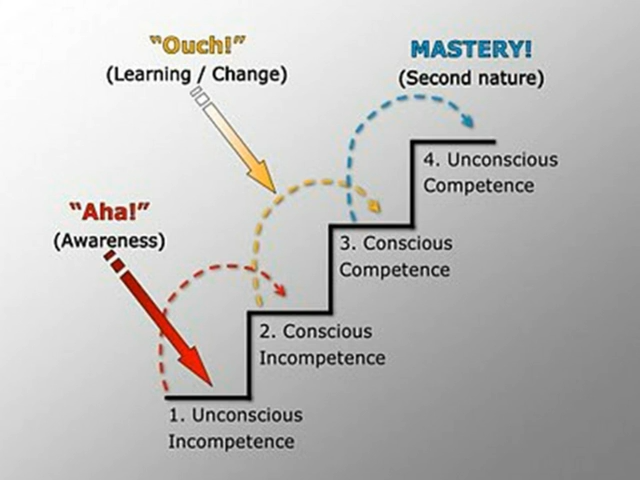 "Ouch!"
(Learning / Change)
MASTERY!
(Second nature)
"Aha!"
(Awareness)
4. Unconscious
Competence
3. Conscious
Competence
2. Conscious
Incompetence
1. Unconscious
Incompetence